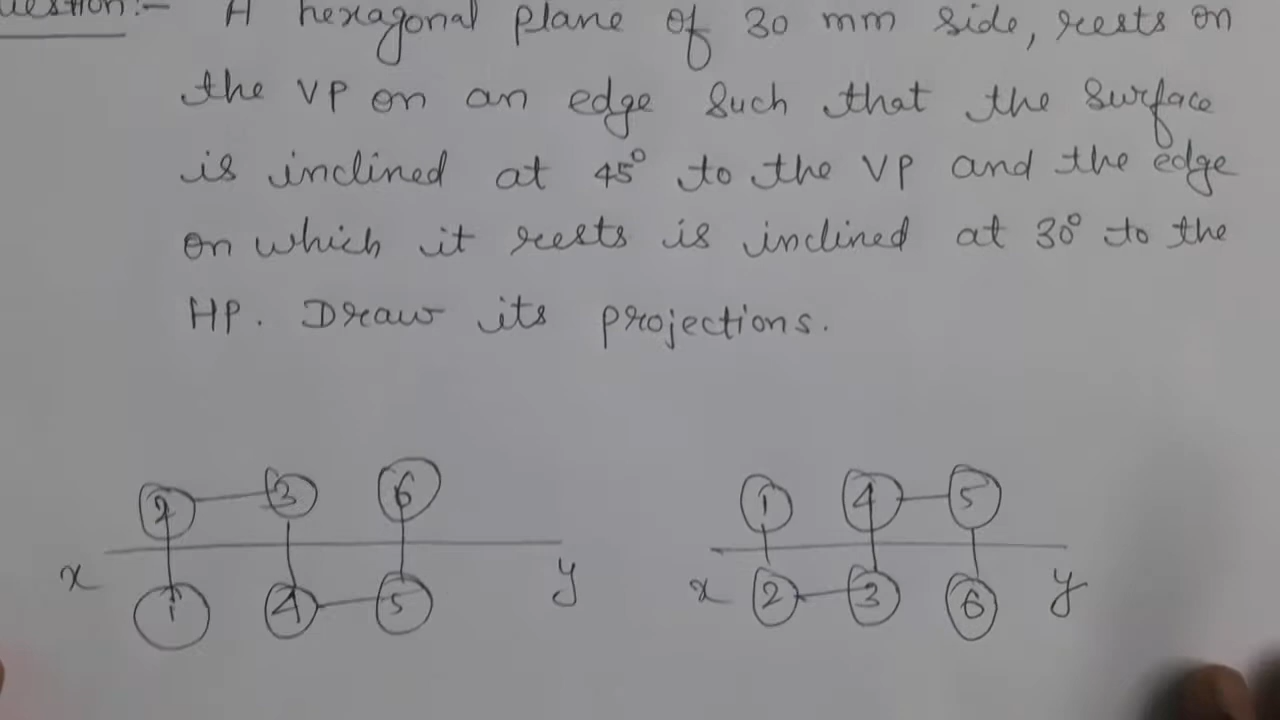 Question:- A hexagonal plane of 30 mm side, rests on
the VP on an edge such that the surface
is inclined at 45° to the VP and the edge
on which it rests is inclined at 30° to the
HP. Draw its projections.
2 3 6 1 4 5
x y x y
1 4 5 2 3 6